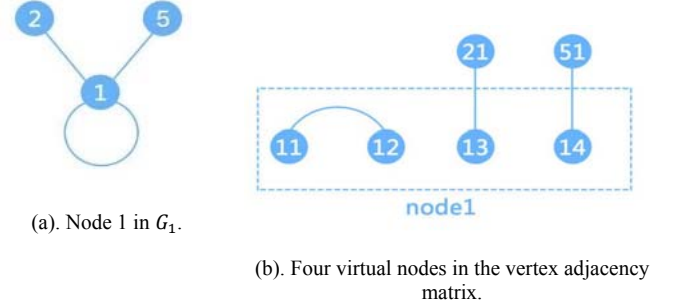 2 5
1
21 51
11 12 13 14
node1
(a). Node 1 in G₁.
(b). Four virtual nodes in the vertex adjacency
matrix.